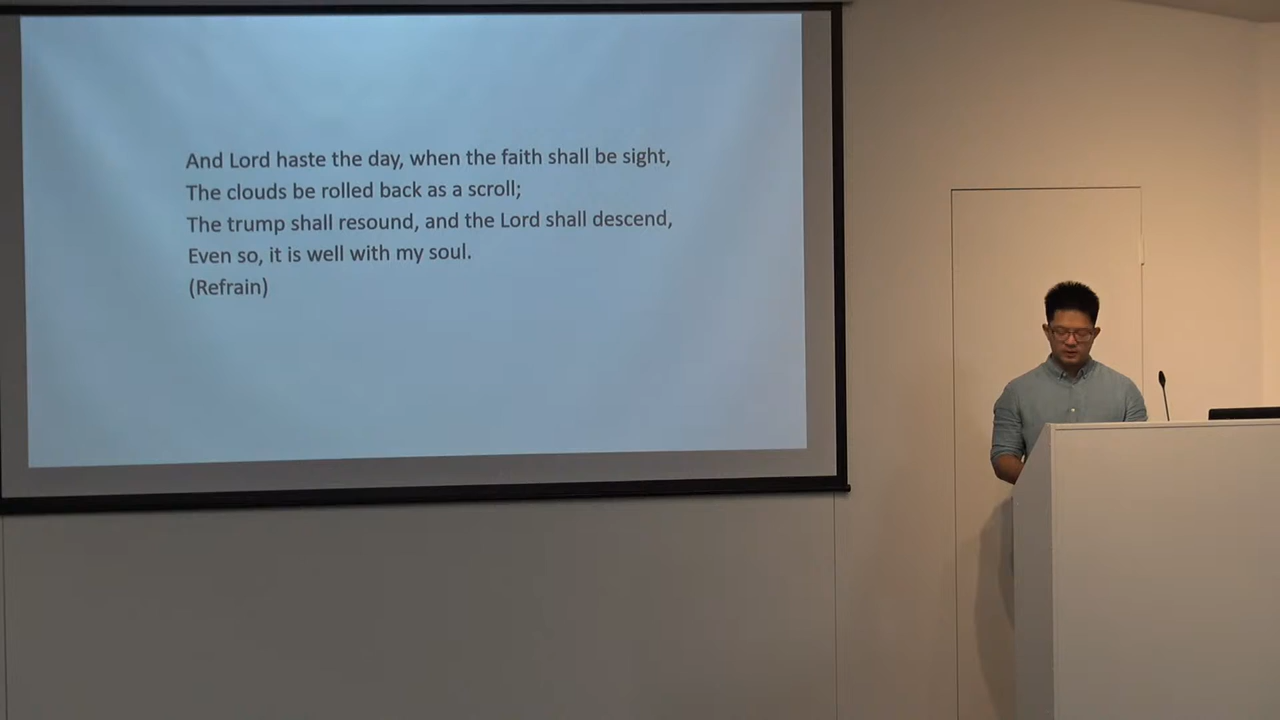 And Lord haste the day, when the faith shall be sight,
The clouds be rolled back as a scroll;
The trump shall resound, and the Lord shall descend,
Even so, it is well with my soul.
(Refrain)